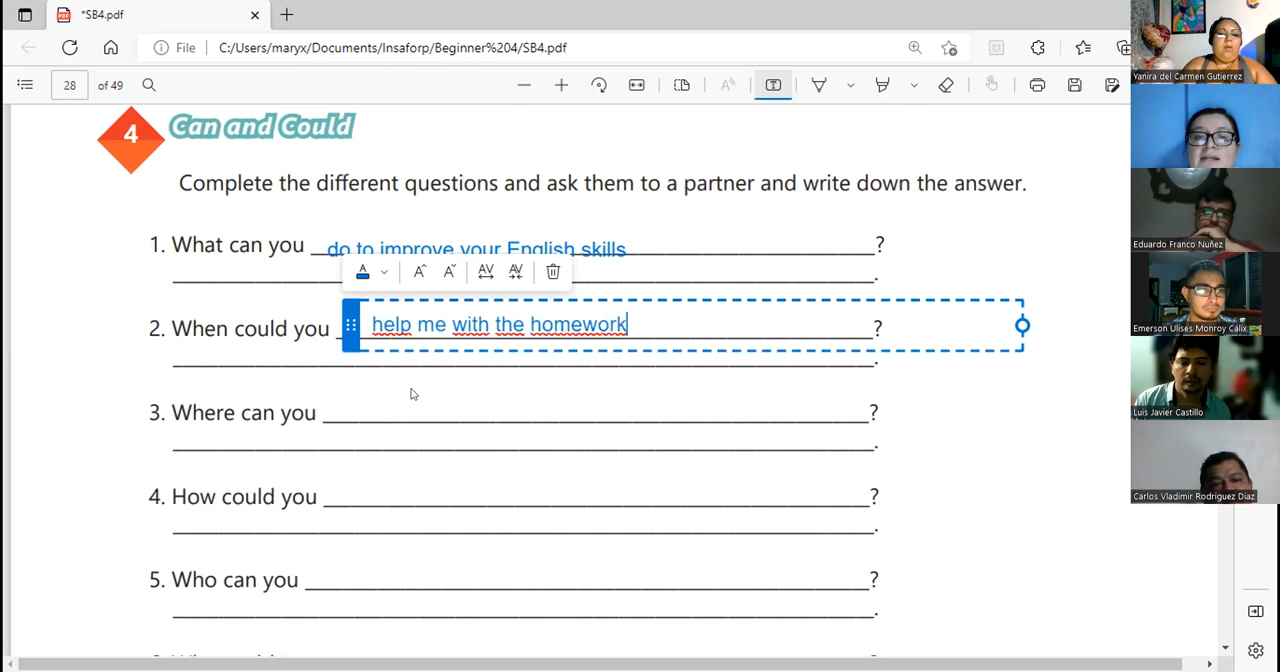 *SB4.pdf
File C:/Users/maryx/Documents/Insaforp/Beginner%204/SB4.pdf
28 of 49
4 Can and Could
Complete the different questions and ask them to a partner and write down the answer.
1. What can you do to improve your English skills ?
2. When could you help me with the homework ?
3. Where can you ?
4. How could you ?
5. Who can you ?
Yanira del Carmen Gutierrez
Eduardo Franco Nuñez
Emerson Ulises Monroy Cálix
Luis Javier Castillo
Carlos Vladimir Rodriguez Diaz